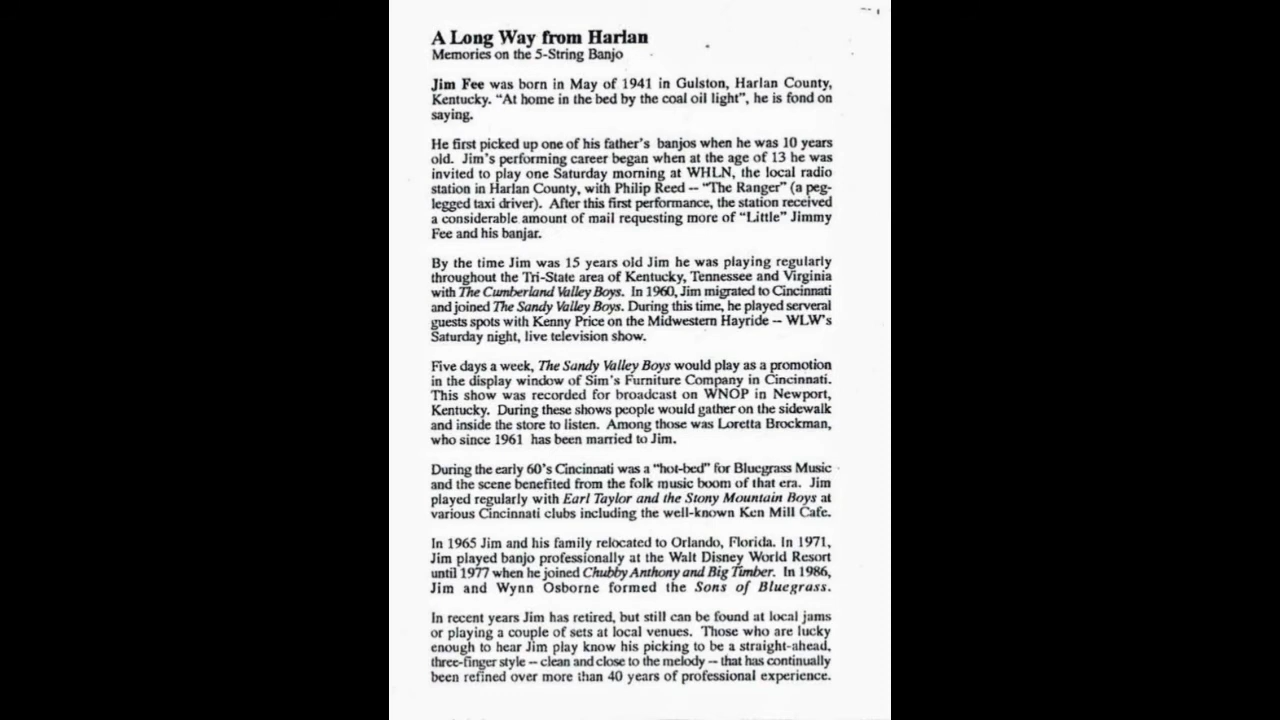 A Long Way from Harlan
Memories on the 5-String Banjo
Jim Fee was born in May of 1941 in Gulston, Harlan County,
Kentucky. “At home in the bed by the coal oil light”, he is fond on
saying.
He first picked up one of his father’s banjos when he was 10 years
old. Jim’s performing career began when at the age of 13 he was
invited to play one Saturday morning at WHLN, the local radio
station in Harlan County, with Philip Reed -- “The Ranger” (a peg-
legged taxi driver). After this first performance, the station received
a considerable amount of mail requesting more of “Little” Jimmy
Fee and his banjar.
By the time Jim was 15 years old Jim he was playing regularly
throughout the Tri-State area of Kentucky, Tennessee and Virginia
with The Cumberland Valley Boys. In 1960, Jim migrated to Cincinnati
and joined The Sandy Valley Boys. During this time, he played serveral
guests spots with Kenny Price on the Midwestern Hayride -- WLW’s
Saturday night, live television show.
Five days a week, The Sandy Valley Boys would play as a promotion
in the display window of Sim’s Furniture Company in Cincinnati.
This show was recorded for broadcast on WNOP in Newport,
Kentucky. During these shows people would gather on the sidewalk
and inside the store to listen. Among those was Loretta Brockman,
who since 1961 has been married to Jim.
During the early 60’s Cincinnati was a “hot-bed” for Bluegrass Music
and the scene benefited from the folk music boom of that era. Jim
played regularly with Earl Taylor and the Stony Mountain Boys at
various Cincinnati clubs including the well-known Ken Mill Cafe.
In 1965 Jim and his family relocated to Orlando, Florida. In 1971,
Jim played banjo professionally at the Walt Disney World Resort
until 1977 when he joined Chubby Anthony and Big Timber. In 1986,
Jim and Wynn Osborne formed the Sons of Bluegrass.
In recent years Jim has retired, but still can be found at local jams
or playing a couple of sets at local venues. Those who are lucky
enough to hear Jim play know his picking to be a straight-ahead,
three-finger style -- clean and close to the melody -- that has continually
been refined over more than 40 years of professional experience.